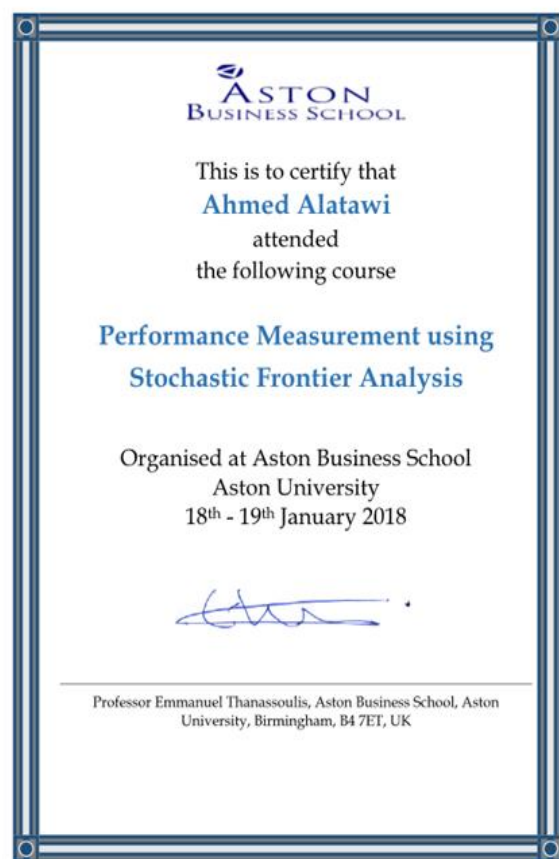 ASTON
BUSINESS SCHOOL
This is to certify that
Ahmed Alatawi
attended
the following course
Performance Measurement using
Stochastic Frontier Analysis
Organised at Aston Business School
Aston University
18th - 19th January 2018
Professor Emmanuel Thanassoulis, Aston Business School, Aston
University, Birmingham, B4 7ET, UK